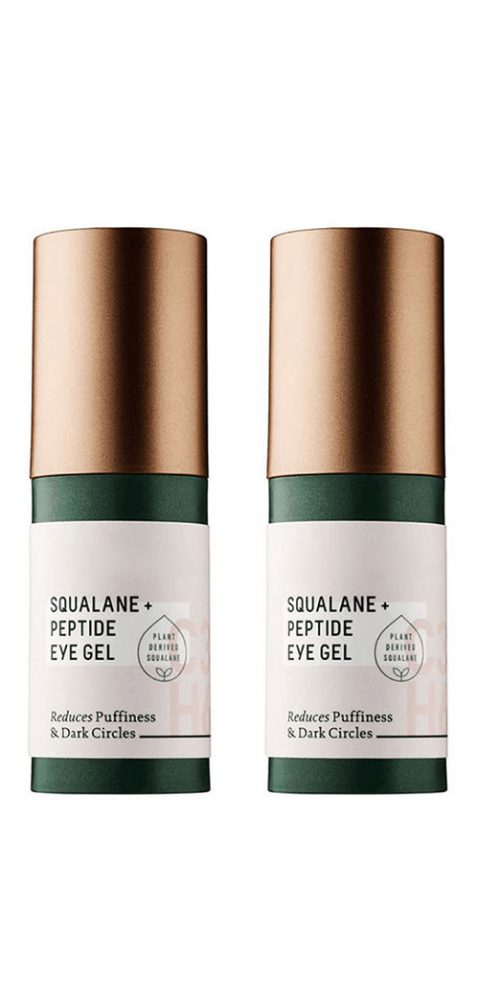 SQUALANE +
PEPTIDE
EYE GEL
PLANT
DERIVED
SQUALANE
Reduces Puffiness
& Dark Circles
SQUALANE +
PEPTIDE
EYE GEL
PLANT
DERIVED
SQUALANE
Reduces Puffiness
& Dark Circles